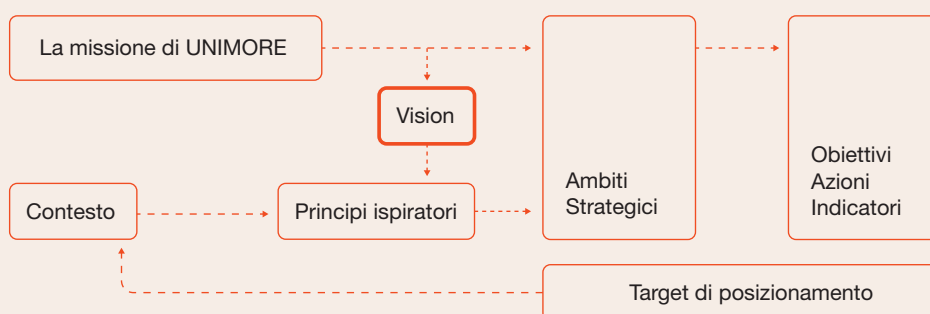 La missione di UNIMORE
Vision
Contesto
Principi ispiratori
Ambiti
Strategici
Obiettivi
Azioni
Indicatori
Target di posizionamento